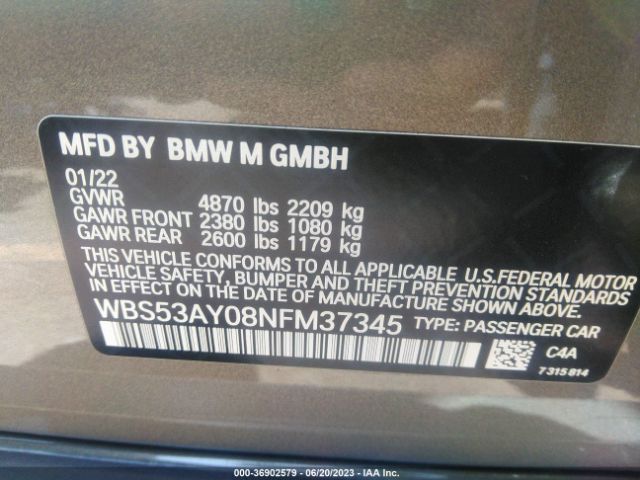 MFD BY BMW M GMBH
01/22
GVWR 4870 lbs 2209 kg
GAWR FRONT 2380 lbs 1080 kg
GAWR REAR 2600 lbs 1179 kg
THIS VEHICLE CONFORMS TO ALL APPLICABLE U.S.FEDERAL MOTOR
VEHICLE SAFETY, BUMPER AND THEFT PREVENTION STANDARDS
IN EFFECT ON THE DATE OF MANUFACTURE SHOWN ABOVE.
WBS53AY08NFM37345 TYPE: PASSENGER CAR
C4A
7315814
000-36902579 - 06/20/2023 - IAA Inc.